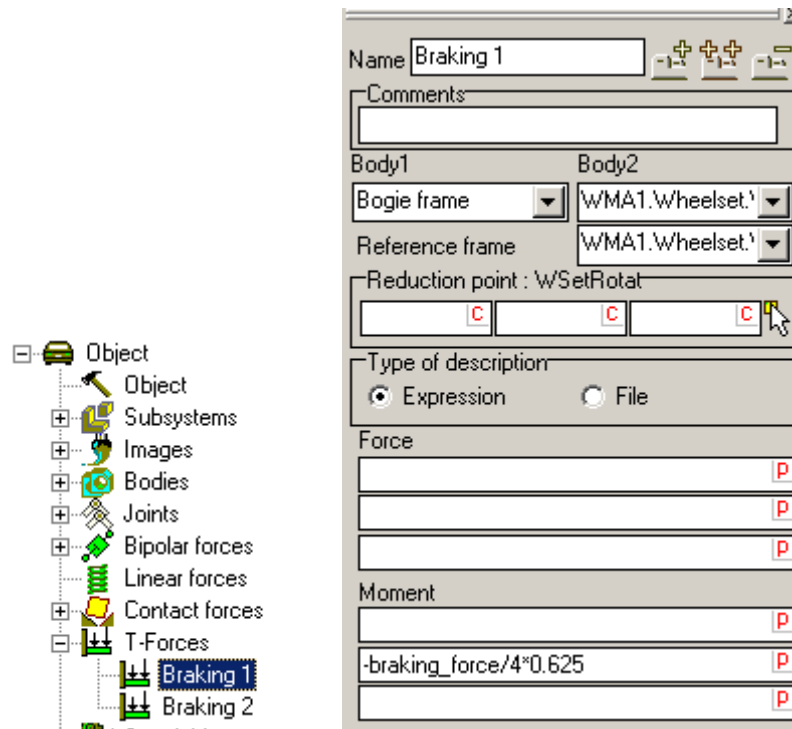 Object
Object
Subsystems
Images
Bodies
Joints
Bipolar forces
Linear forces
Contact forces
T-Forces
Braking 1
Braking 2
Name Braking 1
Comments
Body1 Body2
Bogie frame WMA1.Wheelset.
Reference frame WMA1.Wheelset.
Reduction point : WSetRotat
C C C
Type of description
Expression File
Force
P
P
P
Moment
P
-braking_force/4*0.625 P
P